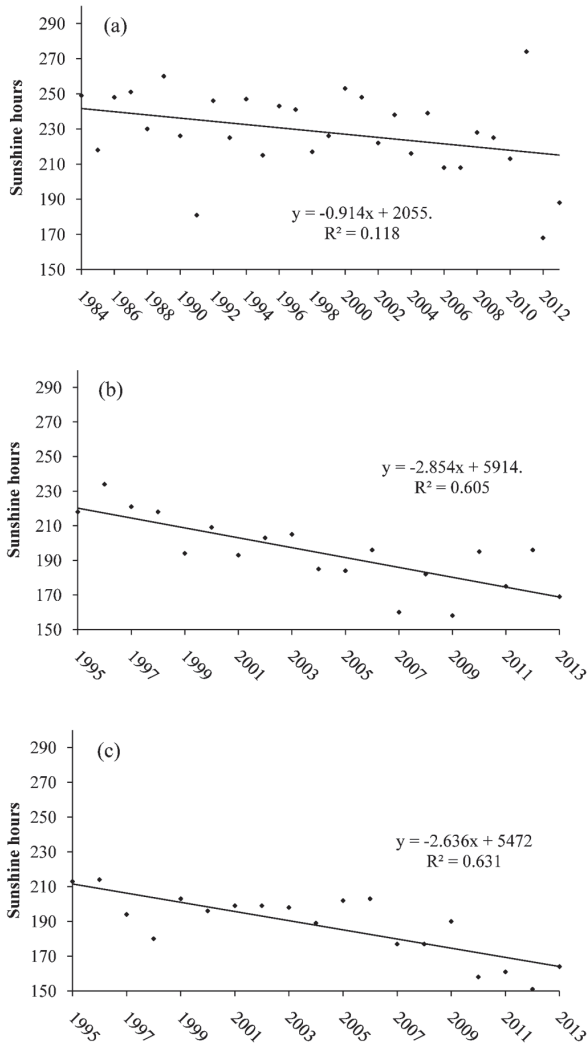 290
(a)
270
250
230
210
190
170
150
Sunshine hours
y = -0.914x + 2055.
R² = 0.118
1984 1986 1988 1990 1992 1994 1996 1998 2000 2002 2004 2006 2008 2010 2012
290
(b)
270
250
230
210
190
170
150
Sunshine hours
y = -2.854x + 5914.
R² = 0.605
1995 1997 1999 2001 2003 2005 2007 2009 2011 2013
290
(c)
270
250
230
210
190
170
150
Sunshine hours
y = -2.636x + 5472
R² = 0.631
1995 1997 1999 2001 2003 2005 2007 2009 2011 2013